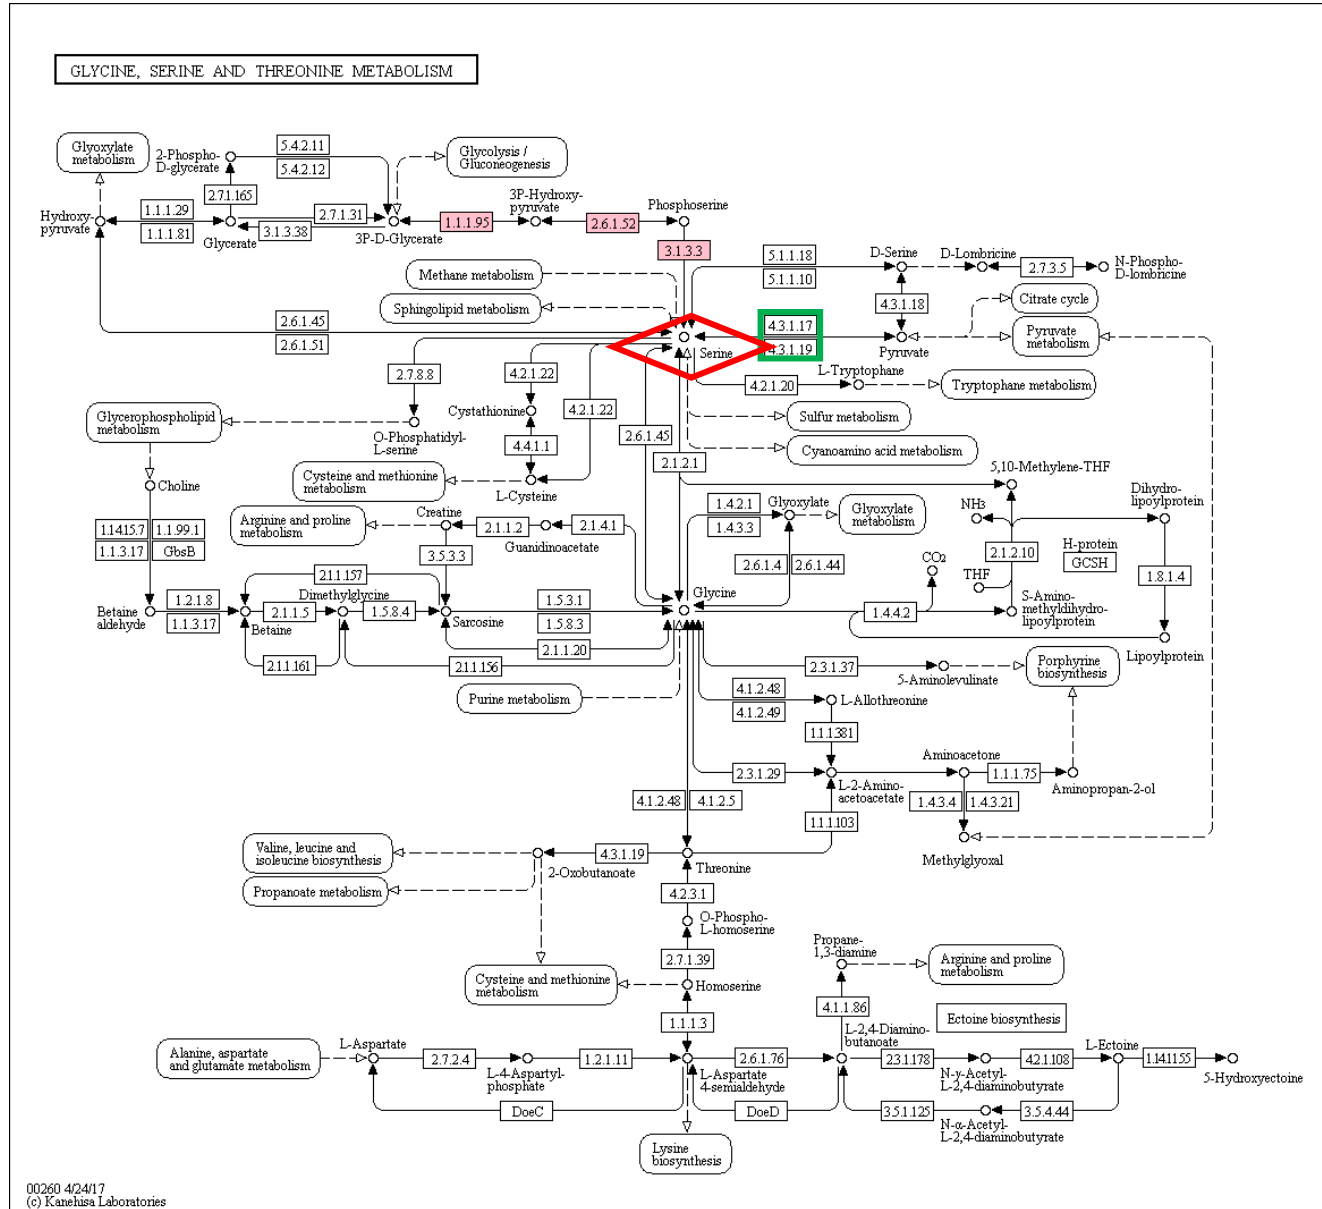 GLYCINE, SERINE AND THREONINE METABOLISM
Glyoxylate
metabolism
2-Phospho-
D-glycerate
5.4.2.11
5.4.2.12
Glycolysis /
Gluconeogenesis
2.7.1.165
3P-Hydroxy-
pyruvate
Phosphoserine
Hydroxy-
pyruvate
1.1.1.29
1.1.1.81
Glycerate
2.7.1.31
3.1.3.38
3P-D-Glycerate
1.1.1.95
2.6.1.52
3.1.3.3
Methane metabolism
Sphingolipid metabolism
5.1.1.18
5.1.1.10
D-Serine
D-Lombricine
2.7.3.5
N-Phospho-
D-lombricine
4.3.1.18
Citrate cycle
2.6.1.45
2.6.1.51
Serine
4.3.1.17
4.3.1.19
Pyruvate
Pyruvate
metabolism
2.7.8.8
4.2.1.22
4.2.1.20
L-Tryptophane
Tryptophane metabolism
Glycerophospholipid
metabolism
O-Phosphatidyl-
L-serine
Cystathionine
4.2.1.22
Sulfur metabolism
2.6.1.45
4.4.1.1
Cyanoamino acid metabolism
2.1.2.1
Cysteine and methionine
metabolism
L-Cysteine
5,10-Methylene-THF
Choline
Dihydro-
lipoylprotein
1.14.15.7
1.1.99.1
1.1.3.17
GbsB
Arginine and proline
metabolism
Creatine
2.1.1.2
Guanidinoacetate
2.1.4.1
3.5.3.3
1.4.2.1
1.4.3.3
Glyoxylate
Glyoxylate
metabolism
NH3
2.1.2.10
H-protein
GCSH
2.6.1.4
2.6.1.44
CO2
THF
1.8.1.4
2.1.1.157
Dimethylglycine
Betaine
aldehyde
1.2.1.8
1.1.3.17
Betaine
2.1.1.5
1.5.8.4
Sarcosine
1.5.3.1
1.5.8.3
2.1.1.20
Glycine
1.4.4.2
S-Amino-
methyldihydro-
lipoylprotein
Lipoylprotein
2.1.1.161
2.1.1.156
2.3.1.37
5-Aminolevulinate
Porphyrine
biosynthesis
Purine metabolism
4.1.2.48
4.1.2.49
L-Allothreonine
1.1.1.381
2.3.1.29
L-2-Amino-
acetoacetate
Aminoacetone
1.1.1.75
Aminopropan-2-ol
4.1.2.48
4.1.2.5
1.1.1.103
1.4.3.4
1.4.3.21
Methylglyoxal
Valine, leucine and
isoleucine biosynthesis
4.3.1.19
2-Oxobutanoate
Threonine
Propanoate metabolism
4.2.3.1
O-Phospho-
L-homoserine
2.7.1.39
Propane-
1,3-diamine
Arginine and proline
metabolism
Cysteine and methionine
metabolism
Homoserine
4.1.1.86
Ectoine biosynthesis
1.1.1.3
Alanine, aspartate
and glutamate metabolism
L-Aspartate
2.7.2.4
L-4-Aspartyl-
phosphate
1.2.1.11
L-Aspartate
4-semialdehyde
2.6.1.76
L-2,4-Diamino-
butanoate
2.3.1.178
N-γ-Acetyl-
L-2,4-diaminobutyrate
4.2.1.108
L-Ectoine
1.14.11.55
5-Hydroxyectoine
DoeC
DoeD
3.5.1.125
N-α-Acetyl-
L-2,4-diaminobutyrate
3.5.4.44
Lysine
biosynthesis
00260 4/24/17
(c) Kanehisa Laboratories